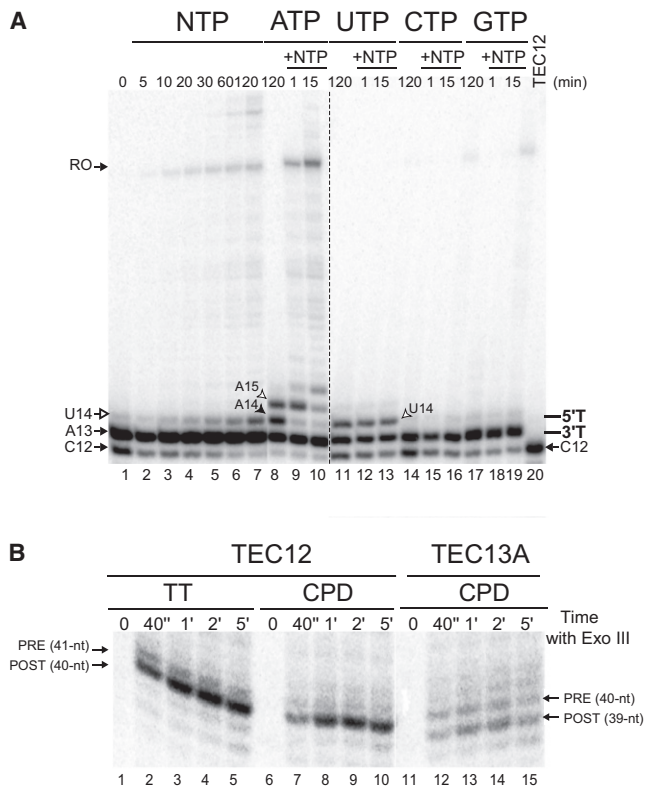 A
NTP ATP UTP CTP GTP TEC12
+NTP +NTP +NTP +NTP
0 5 10 20 30 60 120 120 1 15 120 1 15 120 1 15 120 1 15 (min)
RO
A15
A14
U14
U14
5'T
A13
3'T
C12
C12
1 2 3 4 5 6 7 8 9 10 11 12 13 14 15 16 17 18 19 20
B
TEC12 TEC13A
TT CPD CPD
0 40" 1' 2' 5' 0 40" 1' 2' 5' 0 40" 1' 2' 5' Time
with Exo III
PRE (41-nt)
POST (40-nt)
PRE (40-nt)
POST (39-nt)
1 2 3 4 5 6 7 8 9 10 11 12 13 14 15